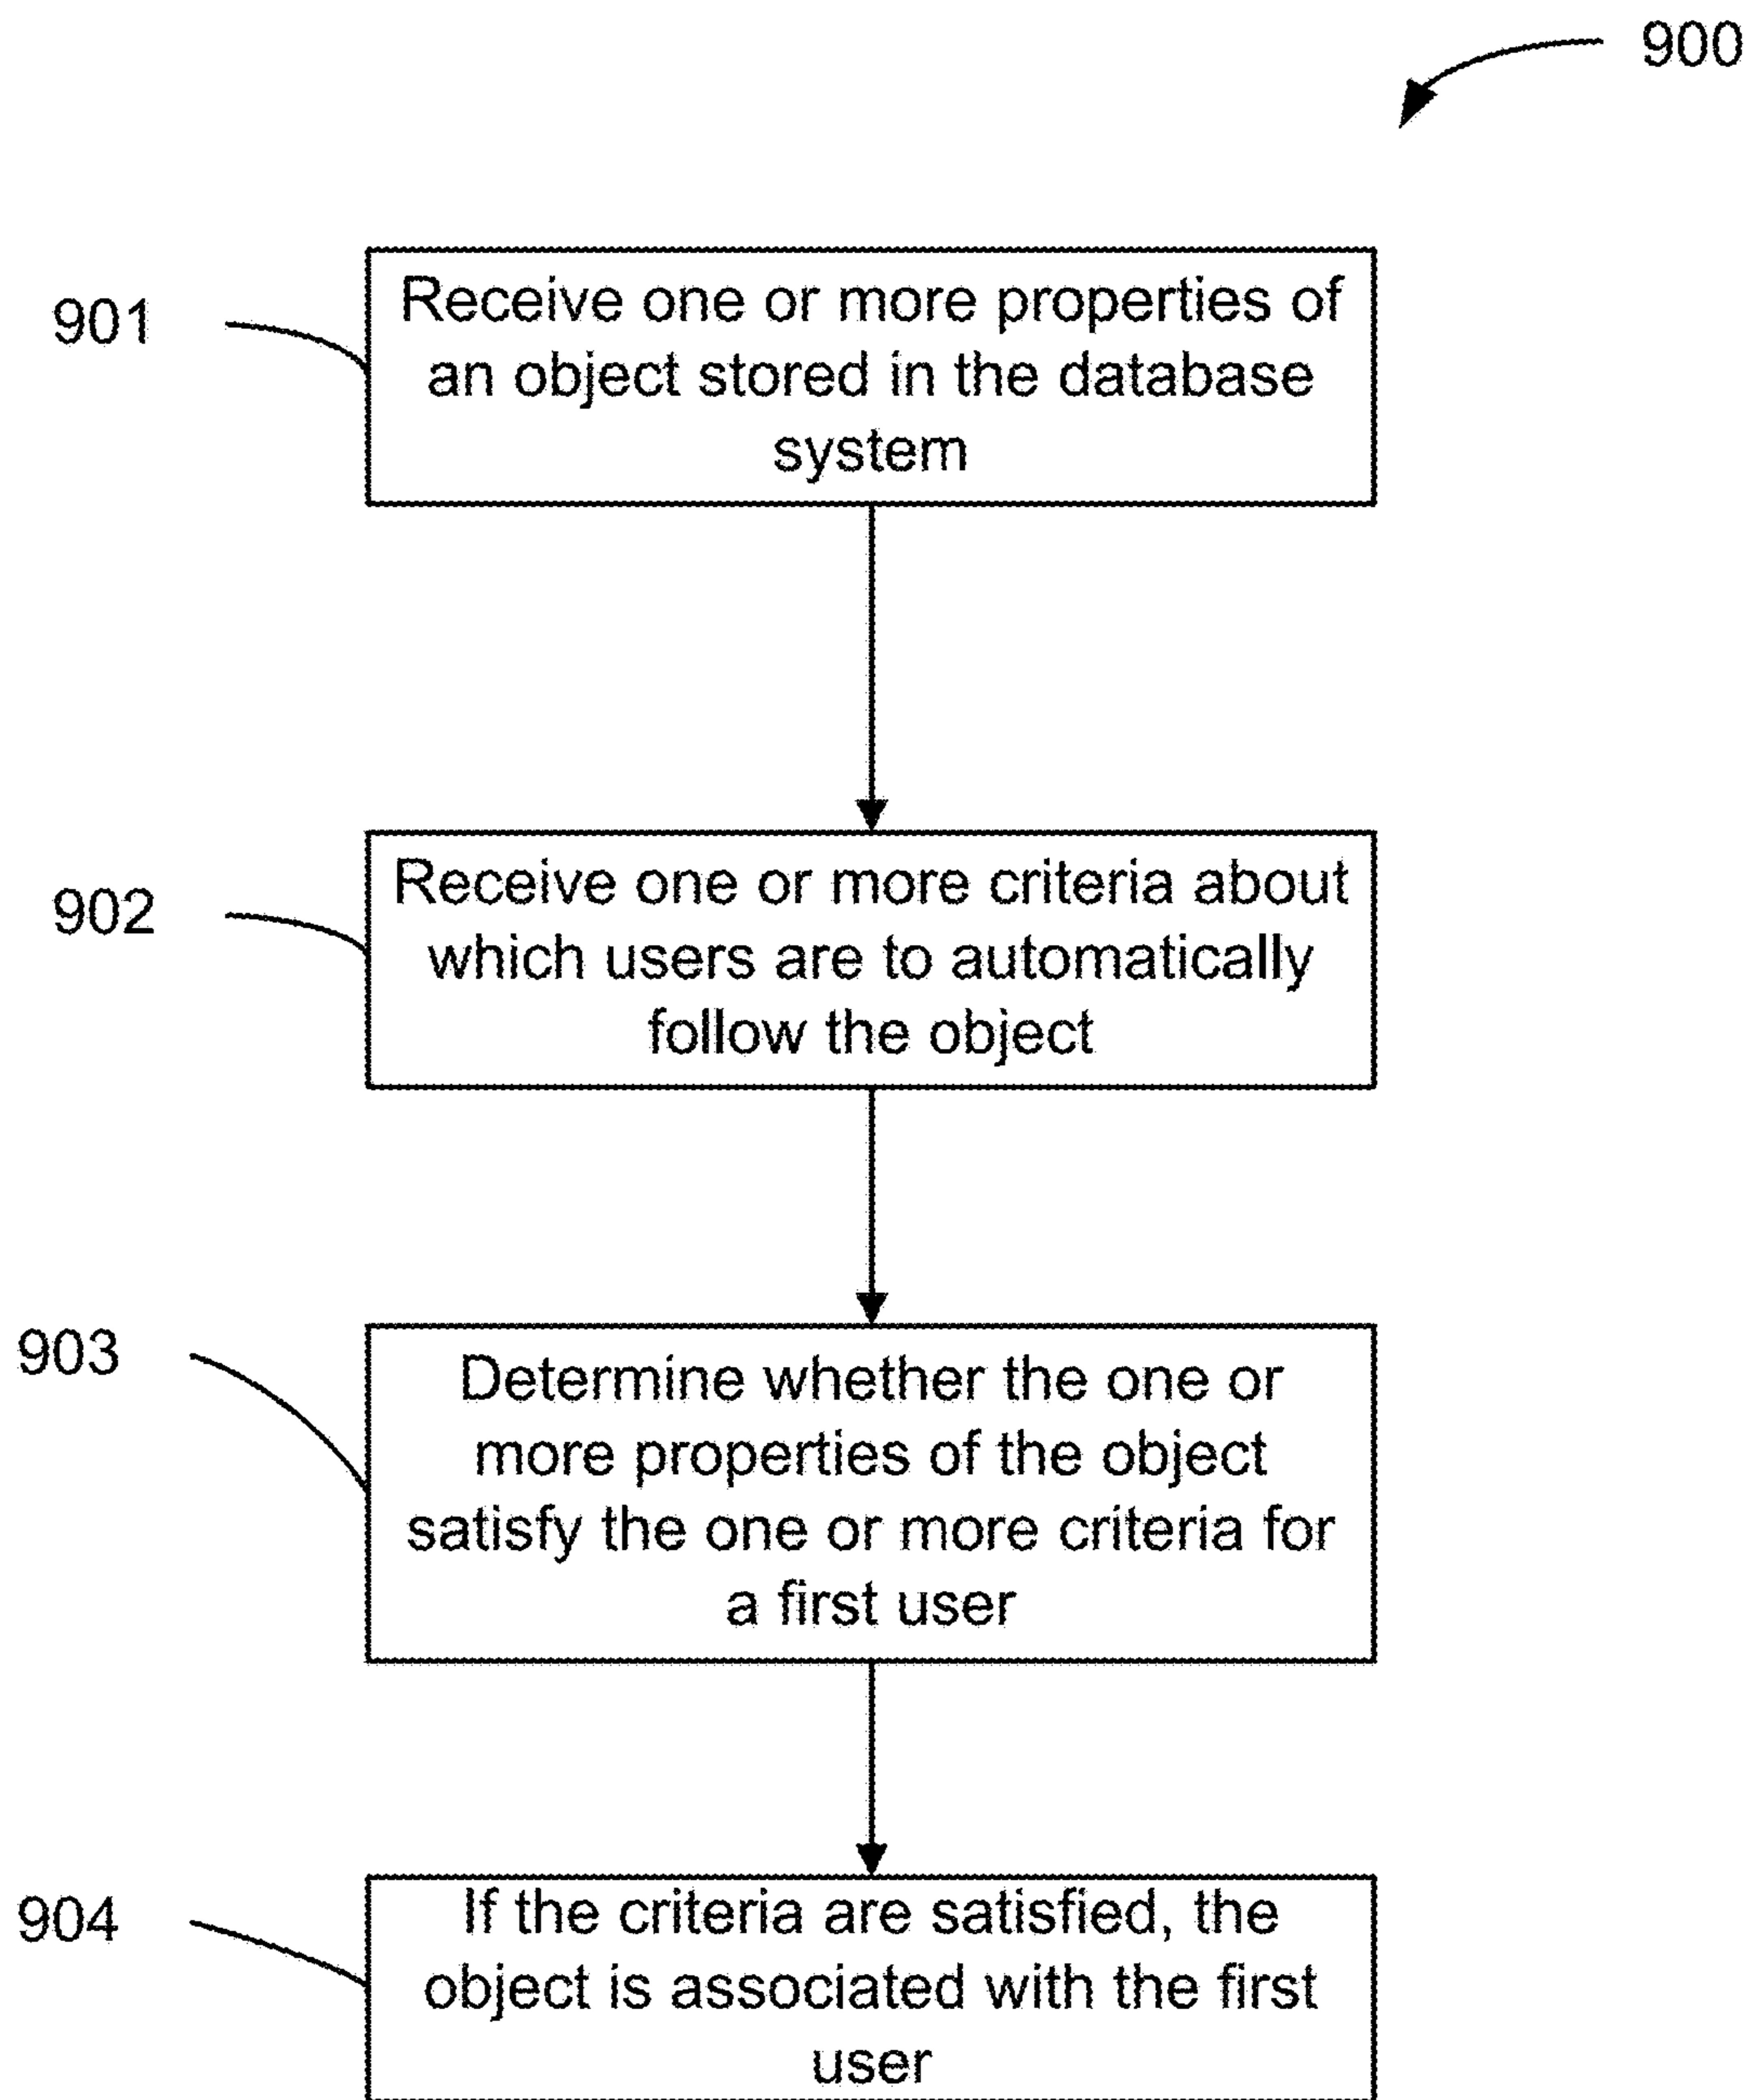 900
901
Receive one or more properties of
an object stored in the database
system
902
Receive one or more criteria about
which users are to automatically
follow the object
903
Determine whether the one or
more properties of the object
satisfy the one or more criteria for
a first user
904
If the criteria are satisfied, the
object is associated with the first
user